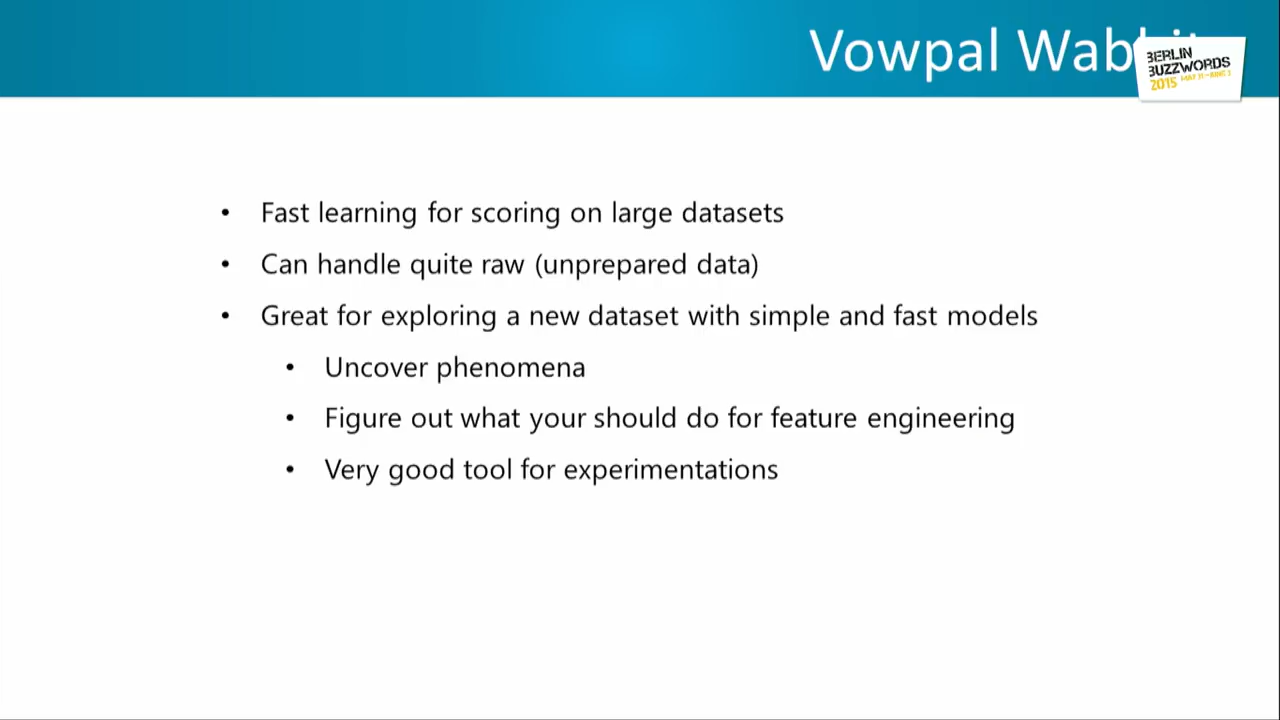 Vowpal
BERLIN
BUZZWORDS
2015
• Fast learning for scoring on large datasets
• Can handle quite raw (unprepared data)
• Great for exploring a new dataset with simple and fast models
• Uncover phenomena
• Figure out what your should do for feature engineering
• Very good tool for experimentations